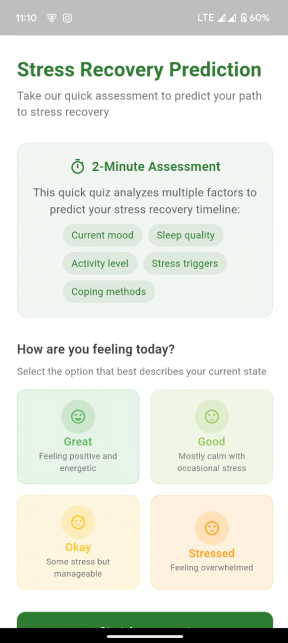 11:10
LTE 60%
Stress Recovery Prediction
Take our quick assessment to predict your path
to stress recovery
2-Minute Assessment
This quick quiz analyzes multiple factors to
predict your stress recovery timeline:
Current mood
Sleep quality
Activity level
Stress triggers
Coping methods
How are you feeling today?
Select the option that best describes your current state
Great
Feeling positive and
energetic
Good
Mostly calm with
occasional stress
Okay
Some stress but
manageable
Stressed
Feeling overwhelmed